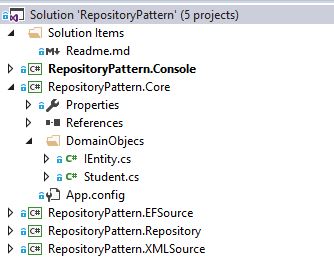 Solution 'RepositoryPattern' (5 projects)
Solution Items
Readme.md
RepositoryPattern.Console
RepositoryPattern.Core
Properties
References
DomainObjecs
IEntity.cs
Student.cs
App.config
RepositoryPattern.EFSource
RepositoryPattern.Repository
RepositoryPattern.XMLSource